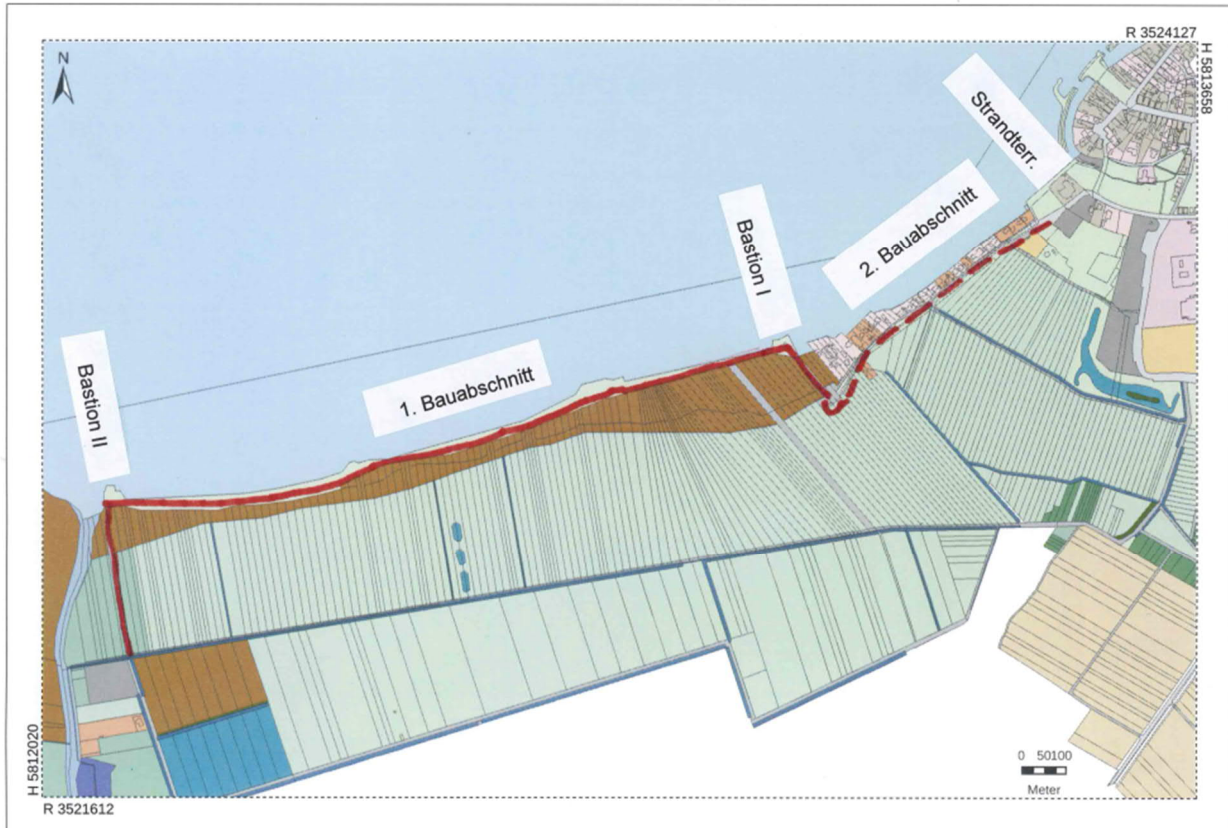 R 3524127
H 5813658
N
Strandterr.
2. Bauabschnitt
Bastion I
1. Bauabschnitt
Bastion II
H 5812020
R 3521612
0 50100
Meter